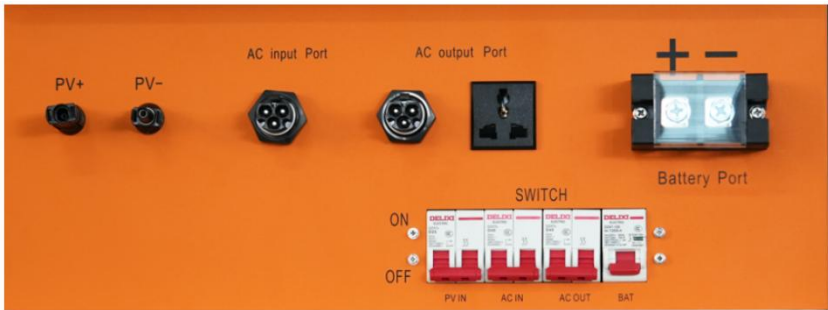 AC input Port
AC output Port
+ −
PV+
PV-
Battery Port
SWITCH
ON
DELIXI
DELIXI
DELIXI
DELIXI
OFF
PV IN
AC IN
AC OUT
BAT